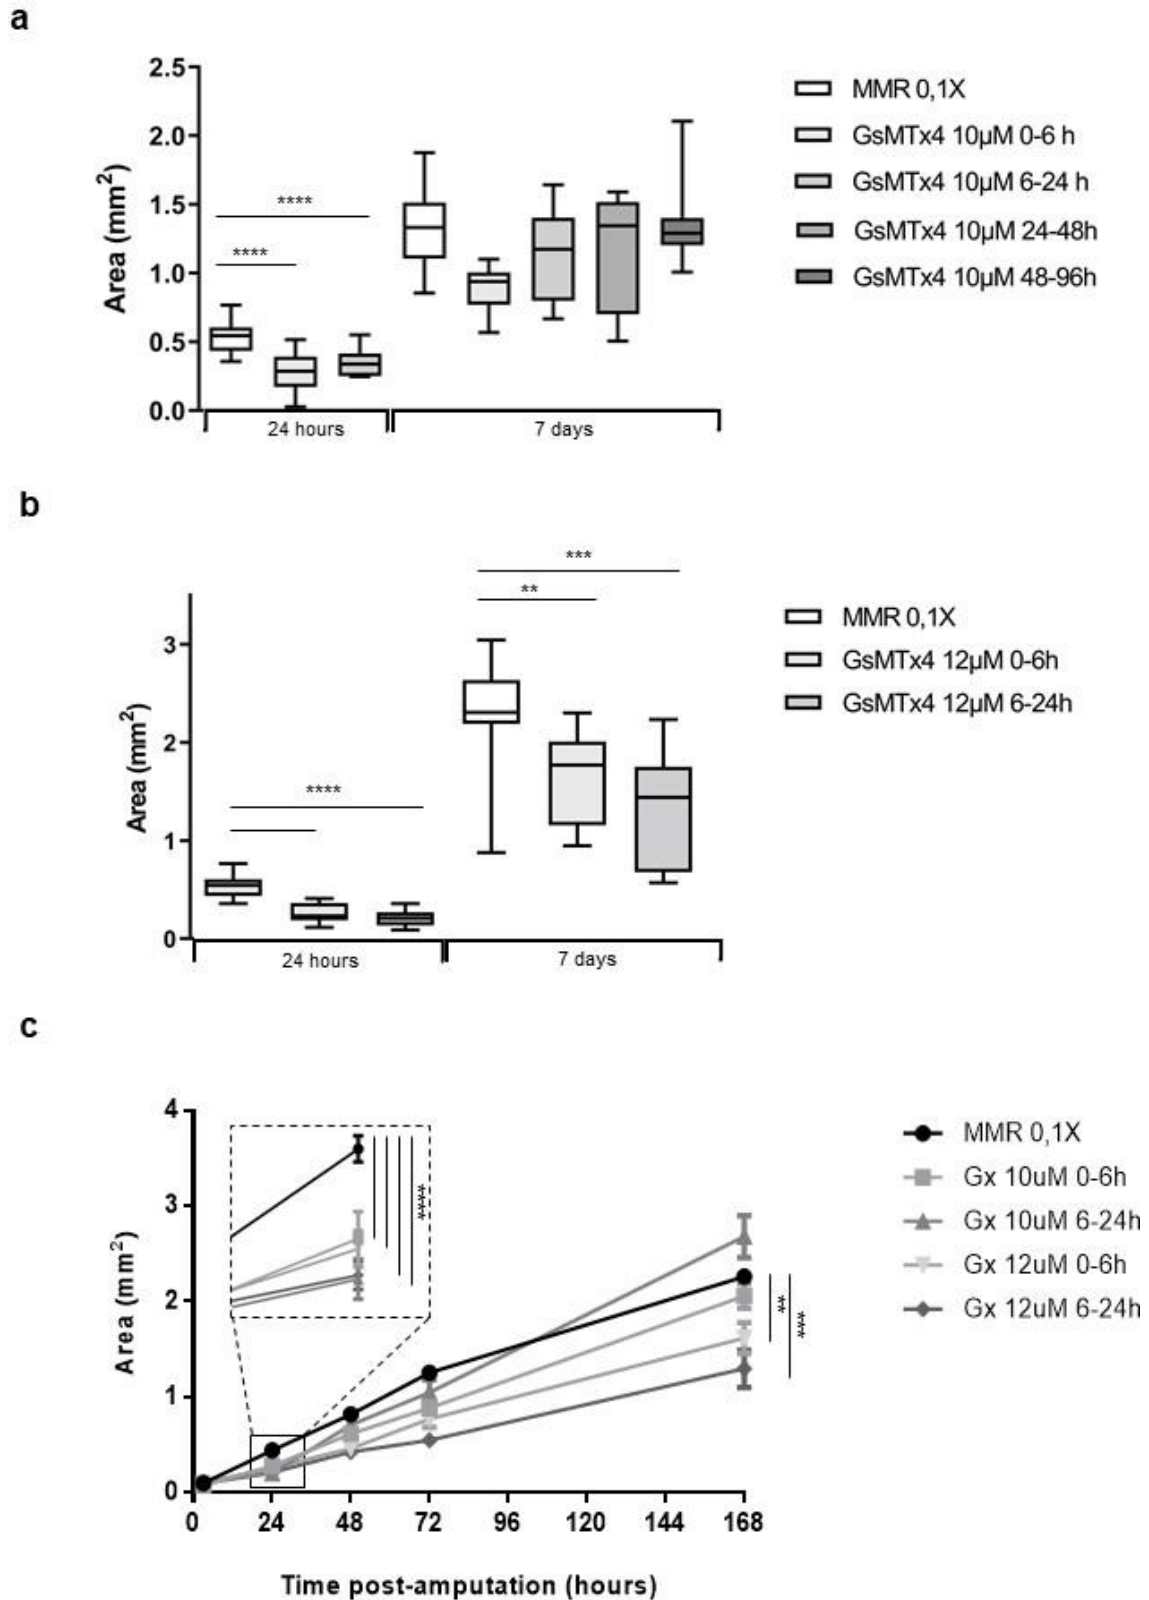 a
2.5
2.0
1.5
1.0
0.5
0.0
Area (mm²)
****
****
24 hours
7 days
MMR 0,1X
GsMTx4 10µM 0-6 h
GsMTx4 10µM 6-24 h
GsMTx4 10µM 24-48h
GsMTx4 10µM 48-96h
b
3
2
1
0
Area (mm²)
****
***
**
24 hours
7 days
MMR 0,1X
GsMTx4 12µM 0-6h
GsMTx4 12µM 6-24h
c
4
3
2
1
0
Area (mm²)
****
**
***
0 24 48 72 96 120 144 168
Time post-amputation (hours)
MMR 0,1X
Gx 10uM 0-6h
Gx 10uM 6-24h
Gx 12uM 0-6h
Gx 12uM 6-24h